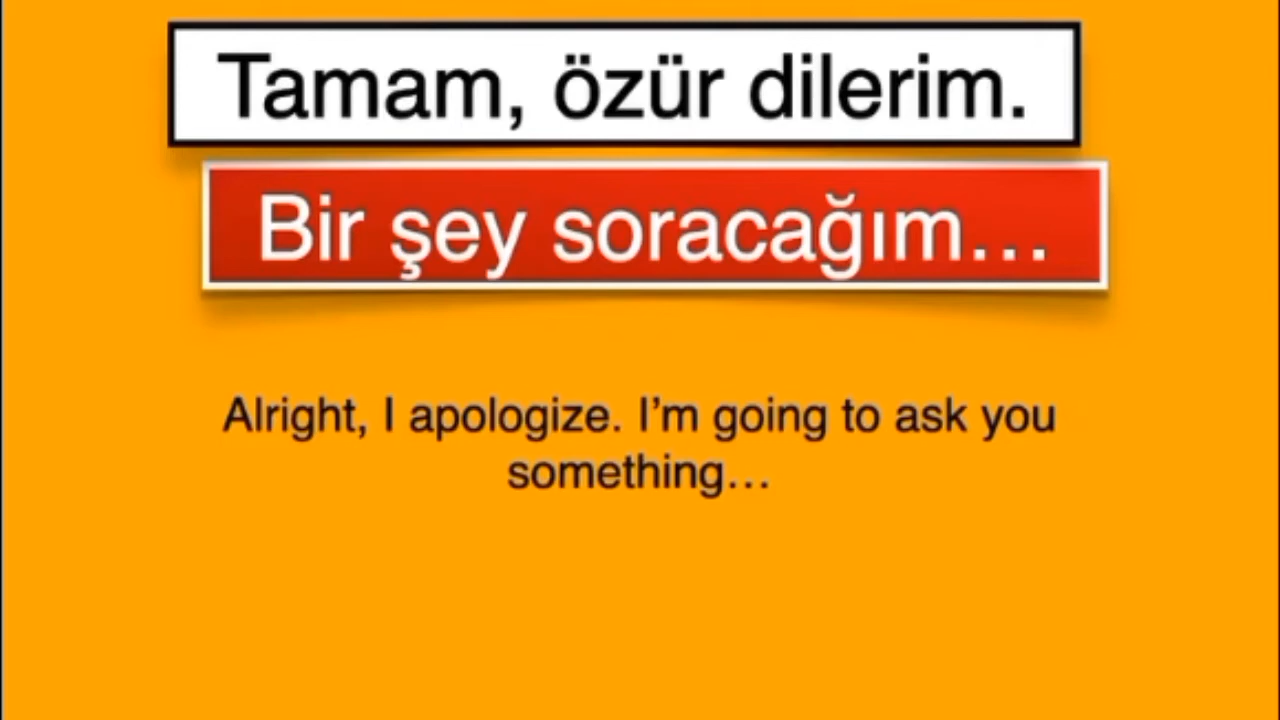 Tamam, özür dilerim.
Bir şey soracağım...
Alright, I apologize. I'm going to ask you
something...